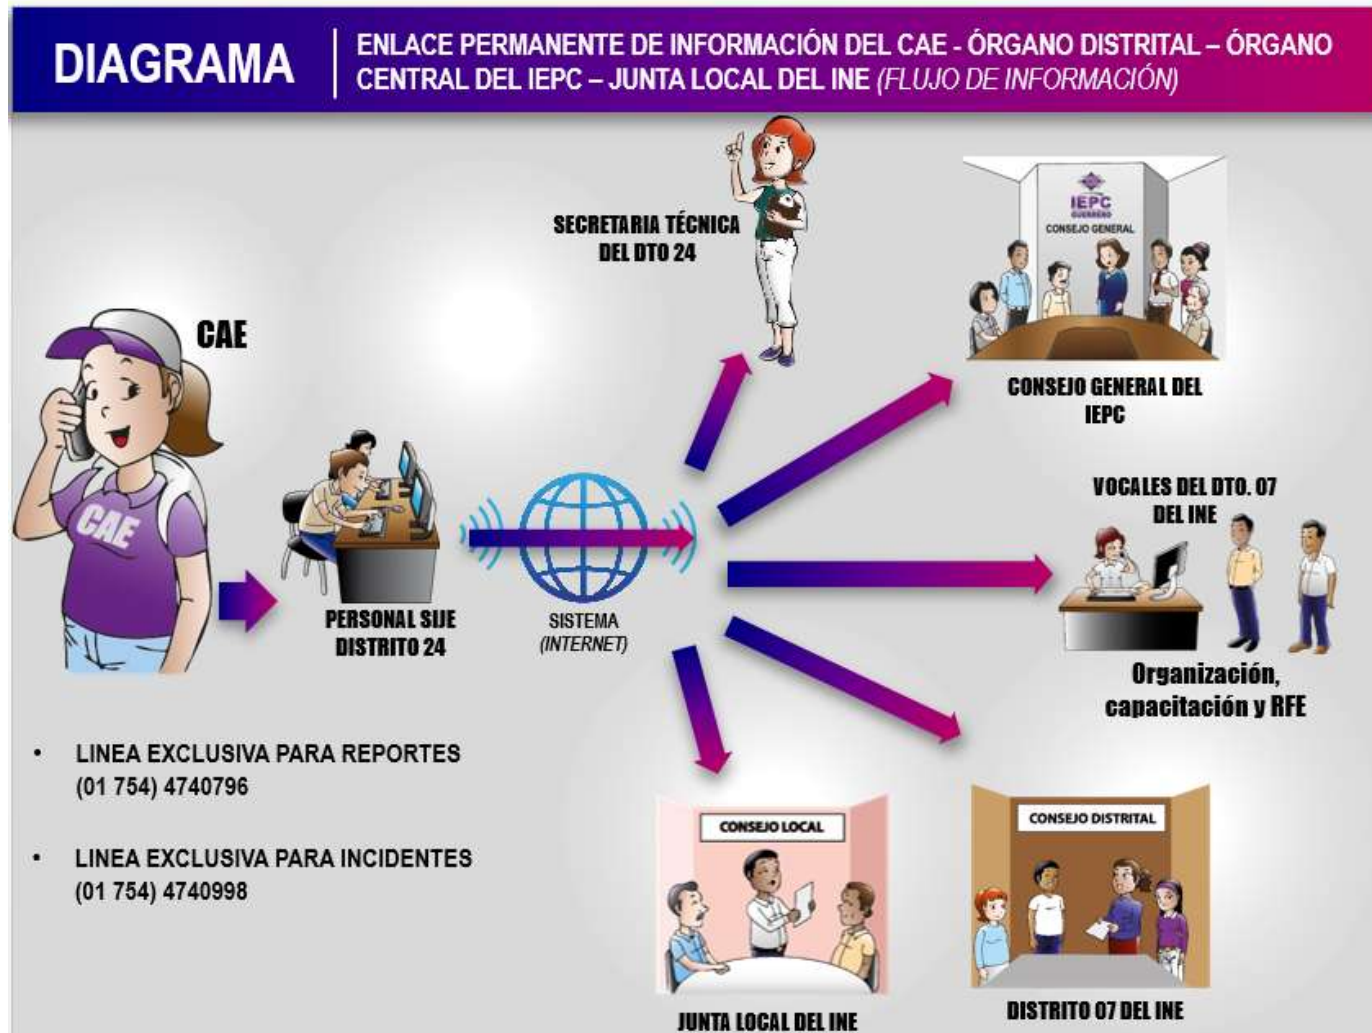 DIAGRAMA
ENLACE PERMANENTE DE INFORMACIÓN DEL CAE - ÓRGANO DISTRITAL – ÓRGANO
CENTRAL DEL IEPC – JUNTA LOCAL DEL INE (FLUJO DE INFORMACIÓN)
SECRETARIA TÉCNICA
DEL DTO 24
IEPC
GUERRERO
CONSEJO GENERAL
CONSEJO GENERAL DEL
IEPC
CAE
CAE
PERSONAL SIJE
DISTRITO 24
SISTEMA
(INTERNET)
VOCALES DEL DTO. 07
DEL INE
Organización,
capacitación y RFE
• LINEA EXCLUSIVA PARA REPORTES
(01 754) 4740796
• LINEA EXCLUSIVA PARA INCIDENTES
(01 754) 4740998
CONSEJO LOCAL
JUNTA LOCAL DEL INE
CONSEJO DISTRITAL
DISTRITO 07 DEL INE